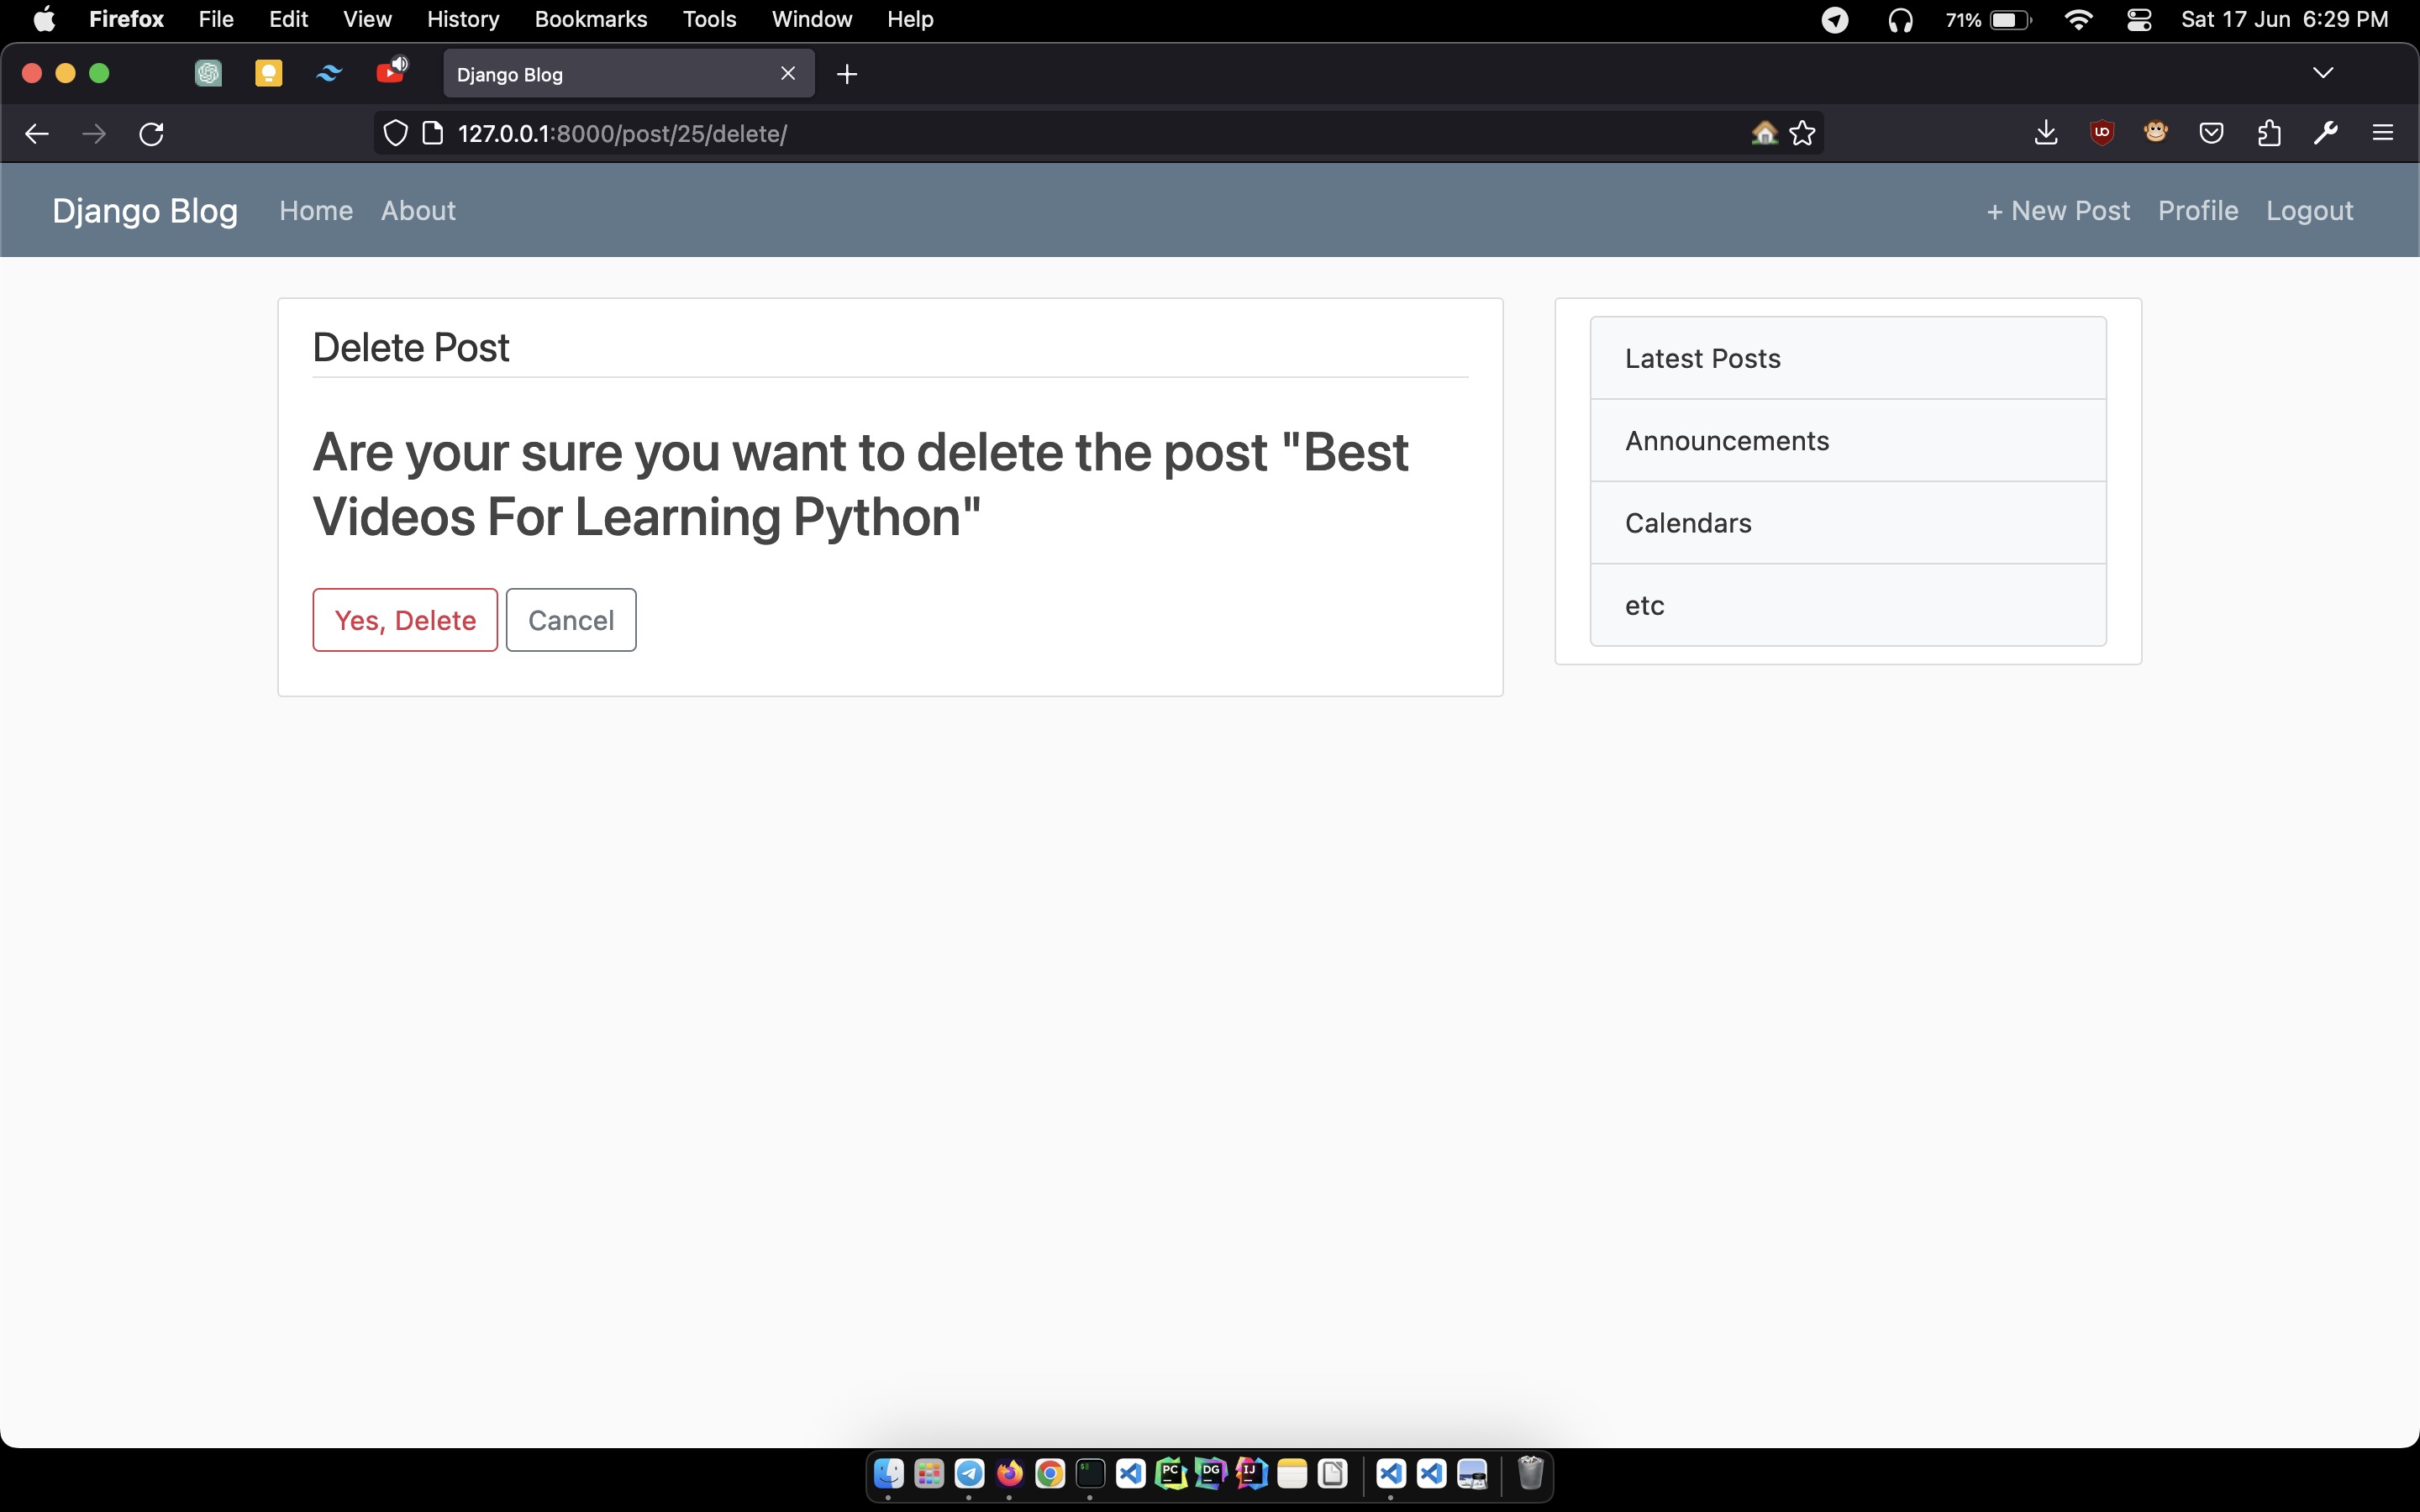 Firefox File Edit View History Bookmarks Tools Window Help 71% Sat 17 Jun 6:29 PM
Django Blog
127.0.0.1:8000/post/25/delete/
Django Blog Home About + New Post Profile Logout
Delete Post
Are your sure you want to delete the post "Best
Videos For Learning Python"
Yes, Delete Cancel
Latest Posts
Announcements
Calendars
etc
PC DG IJ